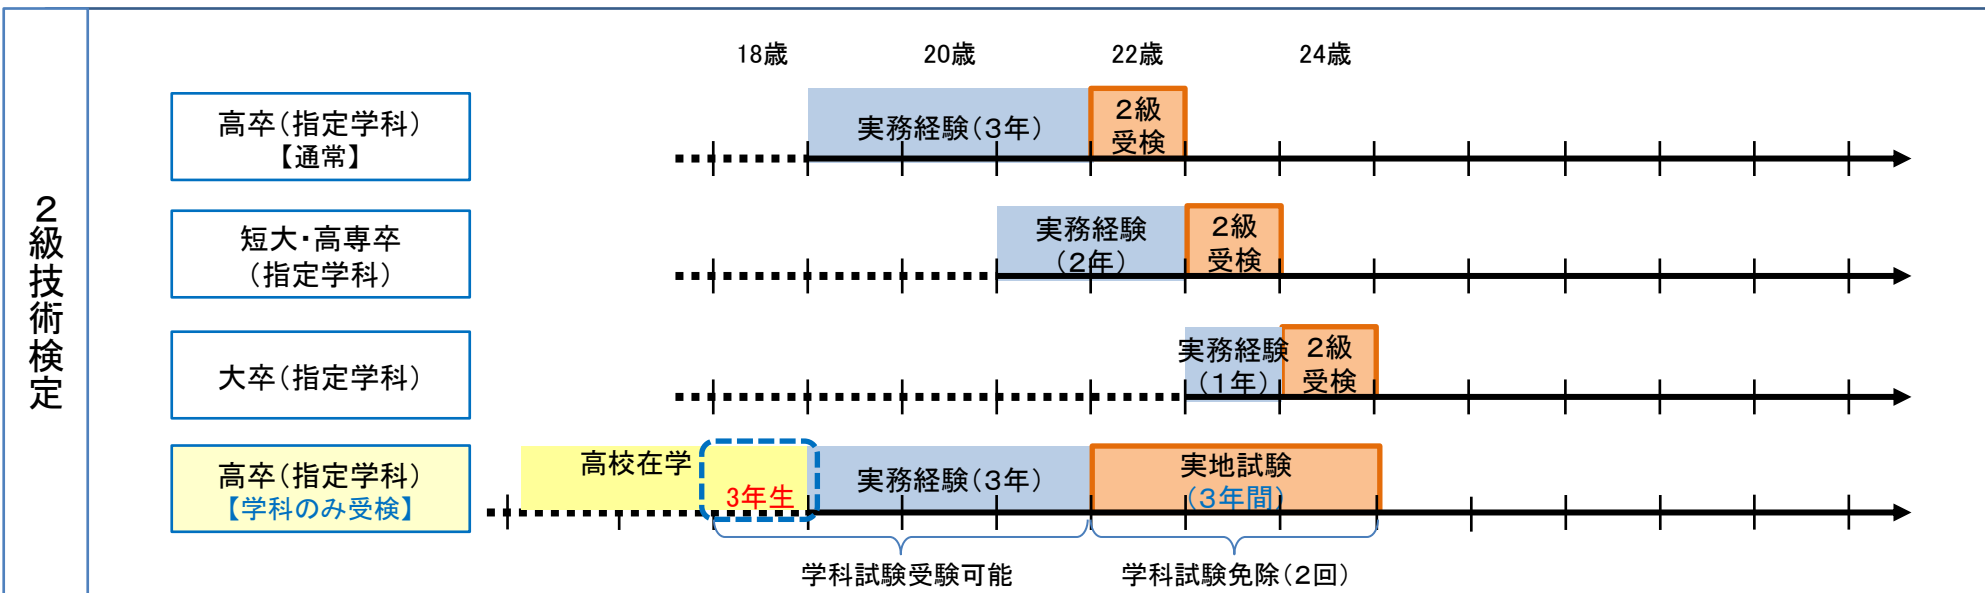 2級技術検定
18歳 20歳 22歳 24歳
高卒(指定学科)
【通常】
実務経験(3年)
2級
受検
短大・高専卒
(指定学科)
実務経験
(2年)
2級
受検
大卒(指定学科)
実務経験
(1年)
2級
受検
高卒(指定学科)
【学科のみ受検】
高校在学
3年生
実務経験(3年)
実地試験
(3年間)
学科試験受験可能
学科試験免除(2回)